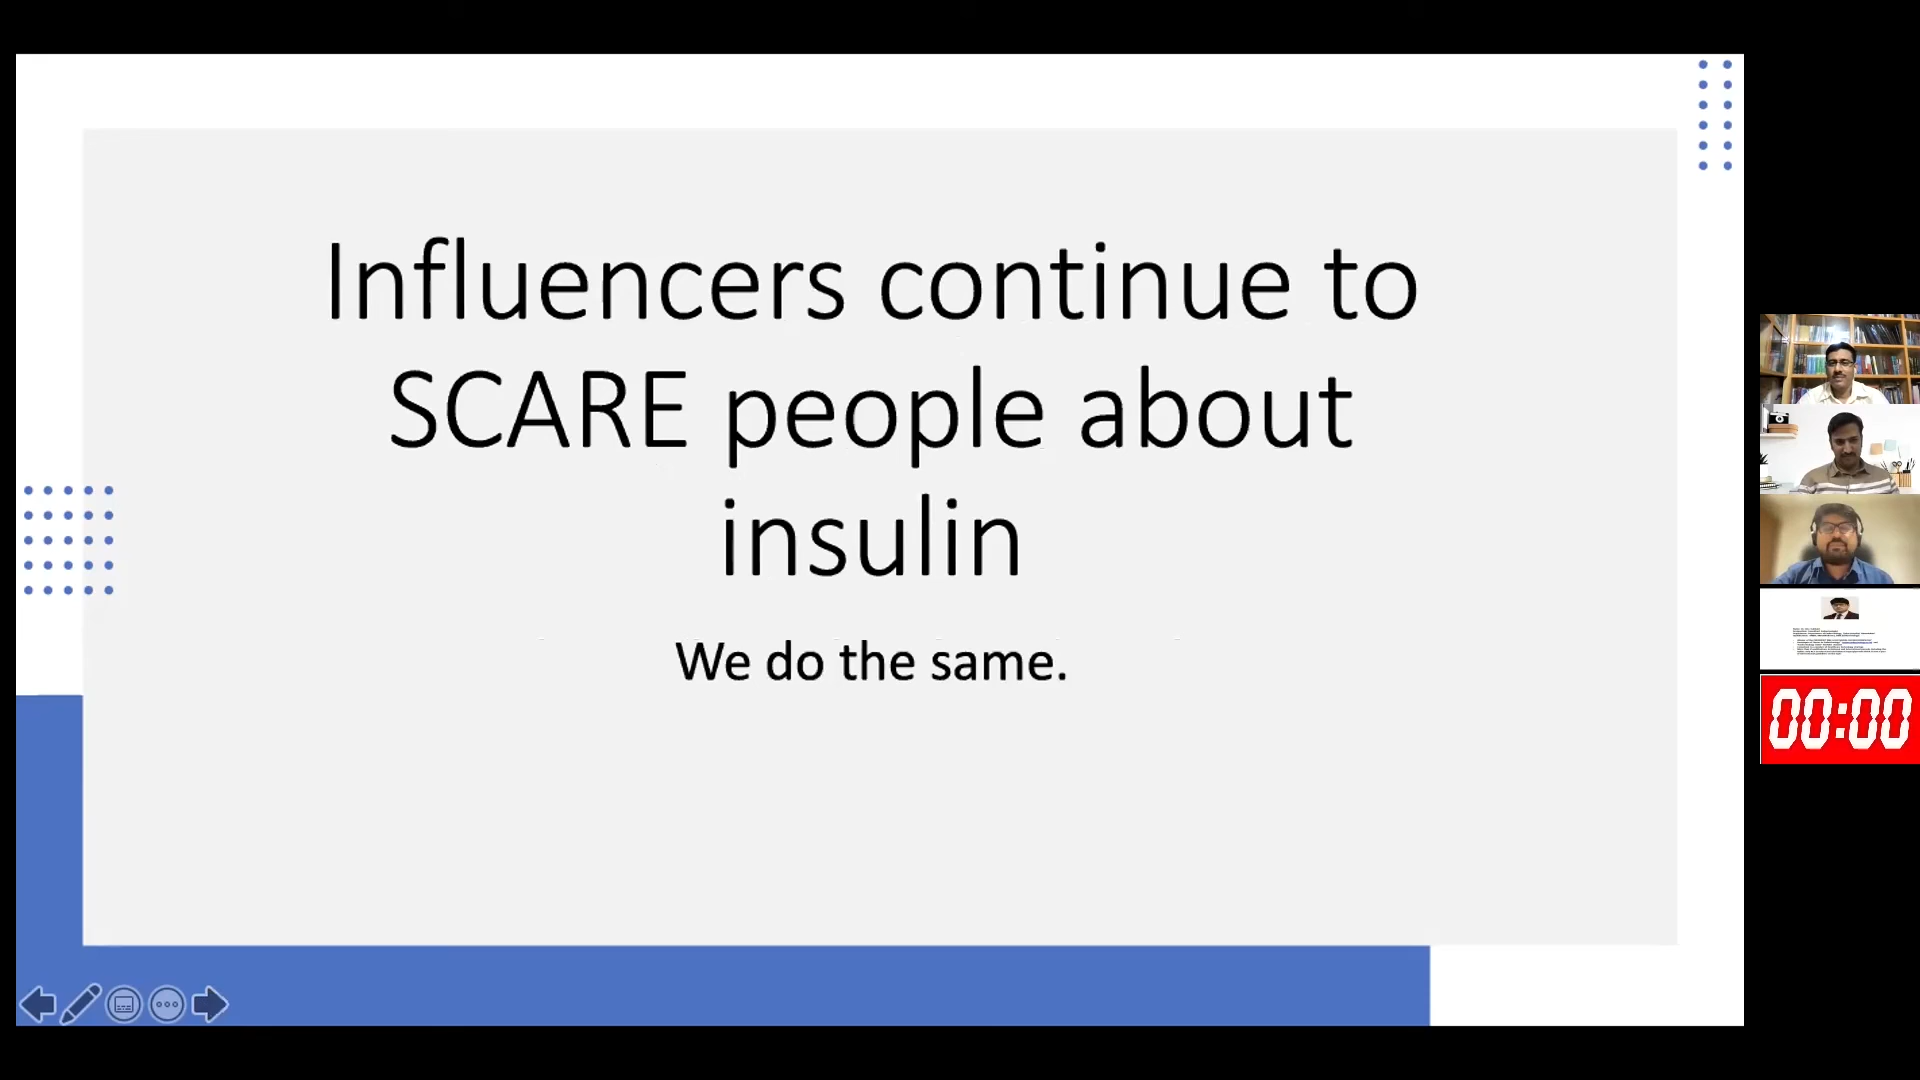 Influencers continue to
SCARE people about
insulin
We do the same.
00:00